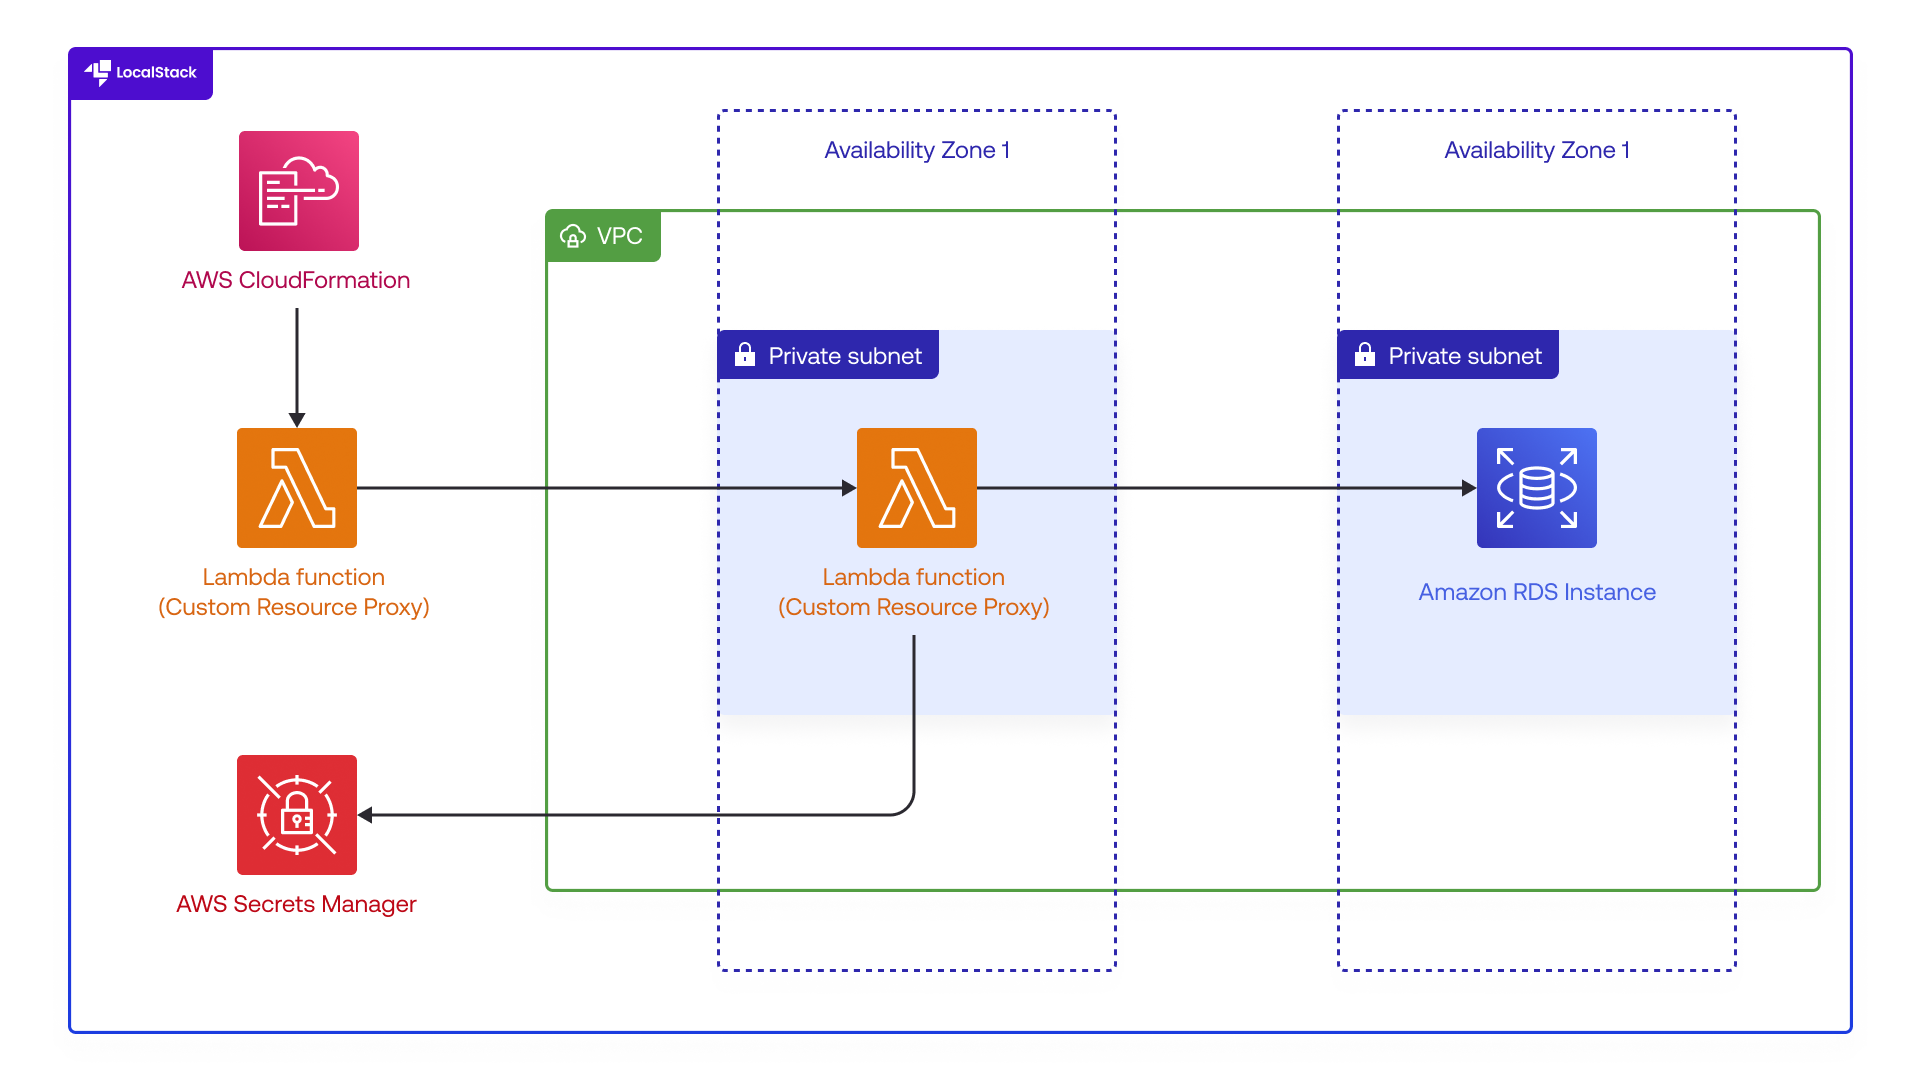 LocalStack
Availability Zone 1
Availability Zone 1
AWS CloudFormation
VPC
Private subnet
Private subnet
Lambda function
(Custom Resource Proxy)
Lambda function
(Custom Resource Proxy)
Amazon RDS Instance
AWS Secrets Manager